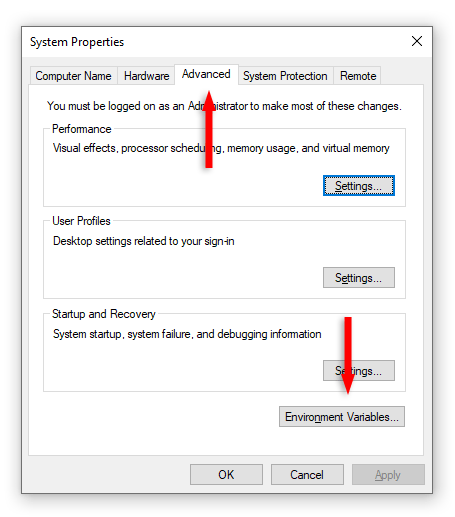 System Properties
Computer Name Hardware Advanced System Protection Remote
You must be logged on as an Administrator to make most of these changes.
Performance
Visual effects, processor scheduling, memory usage, and virtual memory
Settings...
User Profiles
Desktop settings related to your sign-in
Settings...
Startup and Recovery
System startup, system failure, and debugging information
Settings...
Environment Variables...
OK Cancel Apply